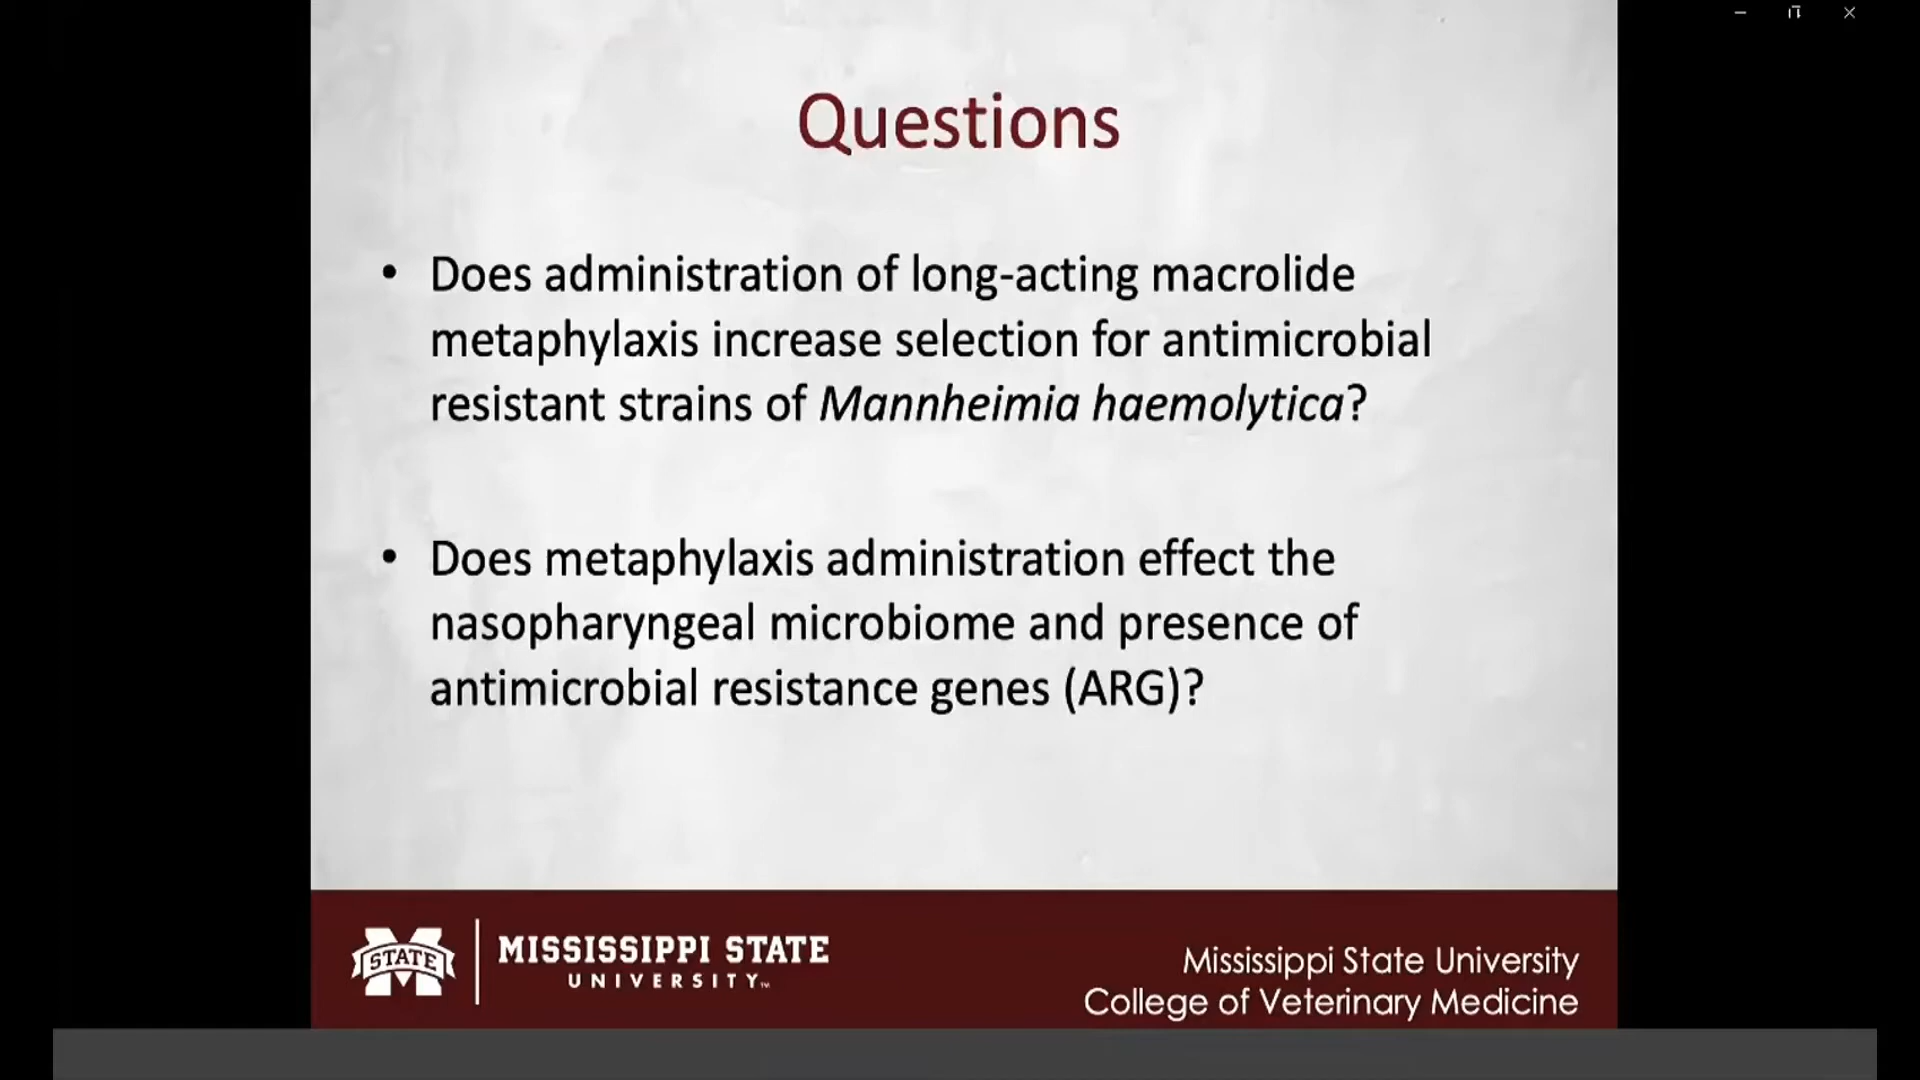 Questions
• Does administration of long-acting macrolide
metaphylaxis increase selection for antimicrobial
resistant strains of Mannheimia haemolytica?
• Does metaphylaxis administration effect the
nasopharyngeal microbiome and presence of
antimicrobial resistance genes (ARG)?
STATE
MISSISSIPPI STATE
UNIVERSITY™
Mississippi State University
College of Veterinary Medicine